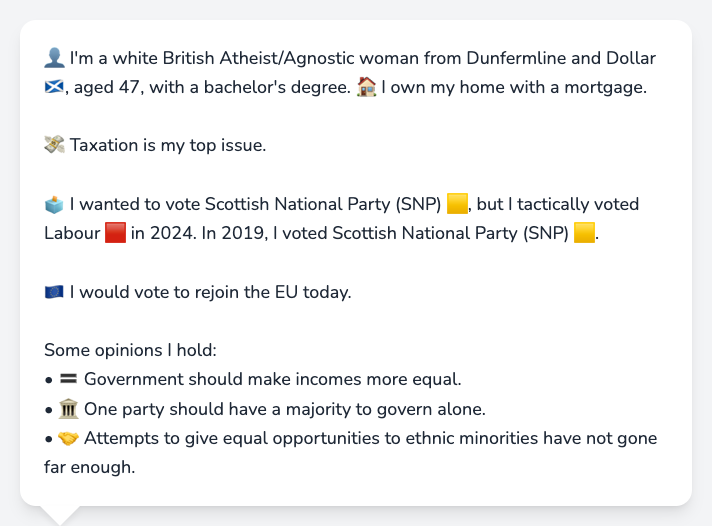 👤 I'm a white British Atheist/Agnostic woman from Dunfermline and Dollar
🏴󠁧󠁢󠁳󠁣󠁴󠁿, aged 47, with a bachelor's degree. 🏠 I own my home with a mortgage.
💸 Taxation is my top issue.
🗳️ I wanted to vote Scottish National Party (SNP) 🟨, but I tactically voted
Labour 🟥 in 2024. In 2019, I voted Scottish National Party (SNP) 🟨.
🇪🇺 I would vote to rejoin the EU today.
Some opinions I hold:
• 🟰 Government should make incomes more equal.
• 🏛️ One party should have a majority to govern alone.
• 🤝 Attempts to give equal opportunities to ethnic minorities have not gone
far enough.